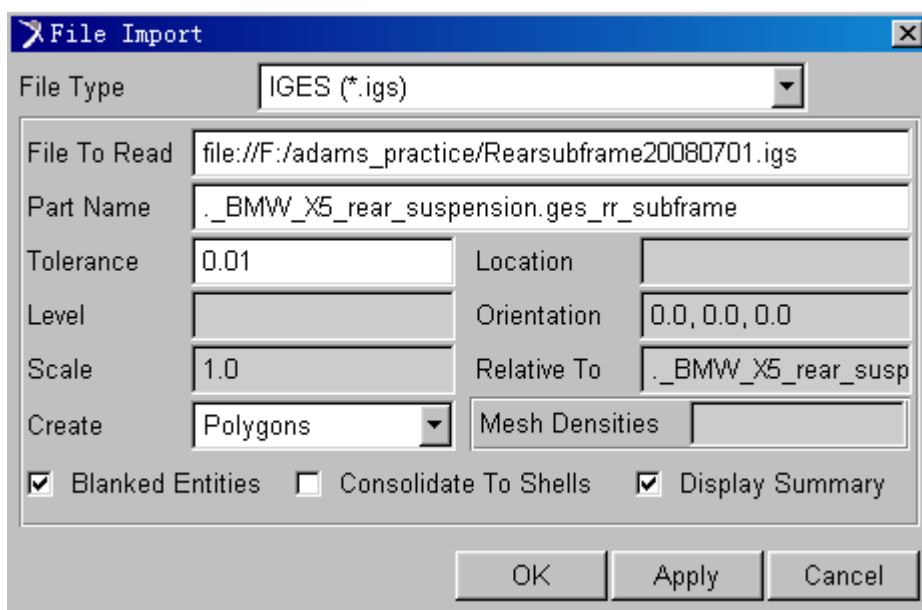 File Import
File Type IGES (*.igs)
File To Read file://F:/adams_practice/Rearsubframe20080701.igs
Part Name ._BMW_X5_rear_suspension.ges_rr_subframe
Tolerance 0.01 Location
Level Orientation 0.0, 0.0, 0.0
Scale 1.0 Relative To ._BMW_X5_rear_susp
Create Polygons Mesh Densities
Blanked Entities Consolidate To Shells Display Summary
OK Apply Cancel